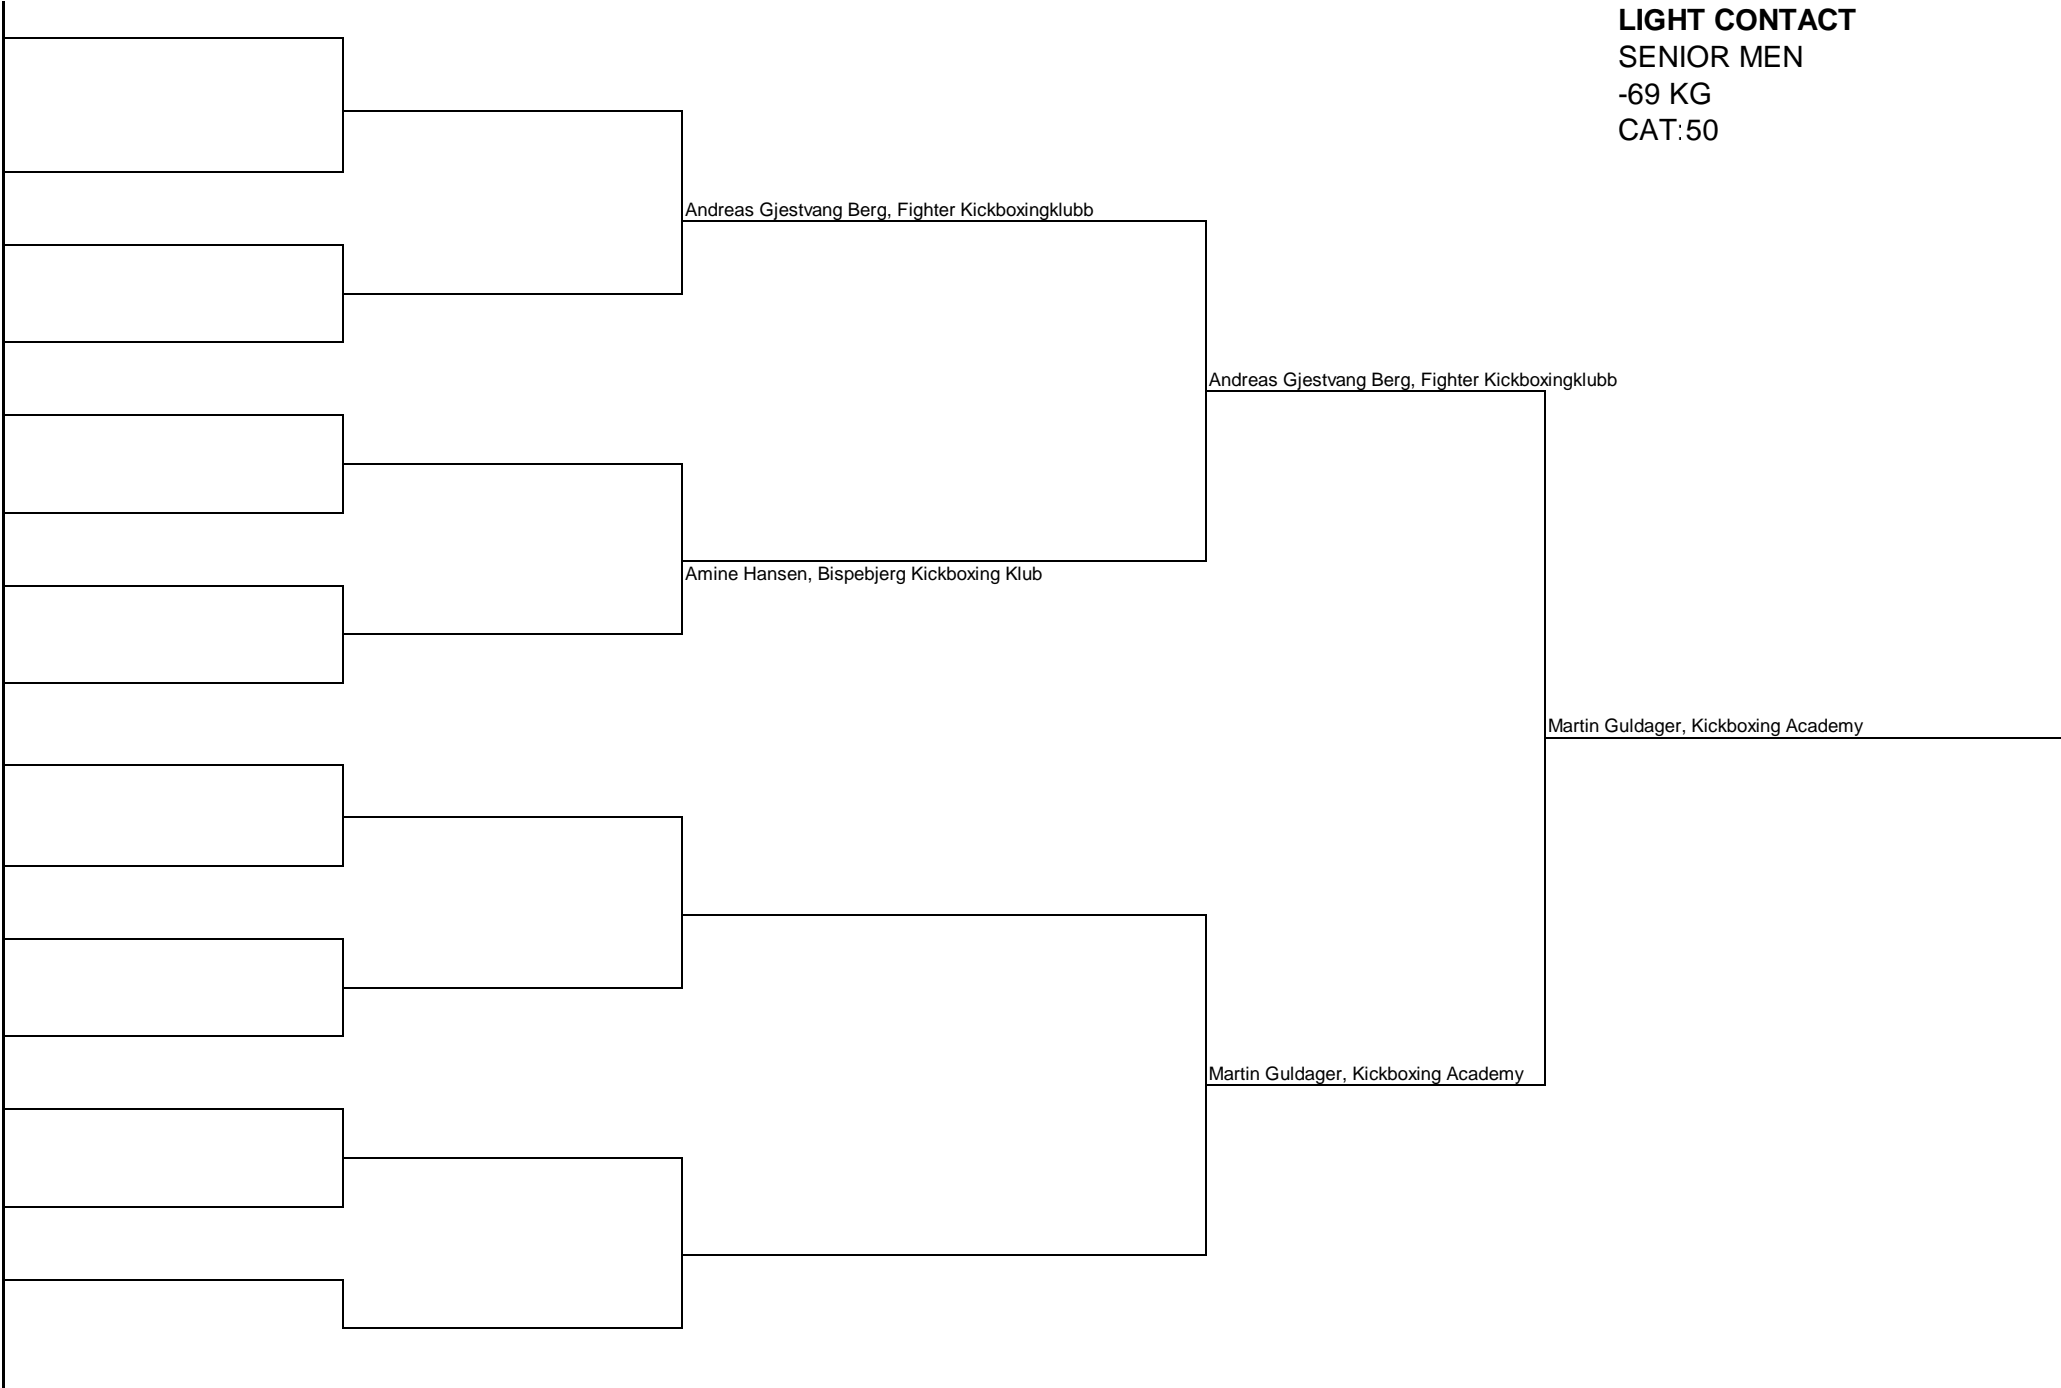 LIGHT CONTACT
SENIOR MEN
-69 KG
CAT:50
Andreas Gjestvang Berg, Fighter Kickboxingklubb
Andreas Gjestvang Berg, Fighter Kickboxingklubb
Amine Hansen, Bispebjerg Kickboxing Klub
Martin Guldager, Kickboxing Academy
Martin Guldager, Kickboxing Academy